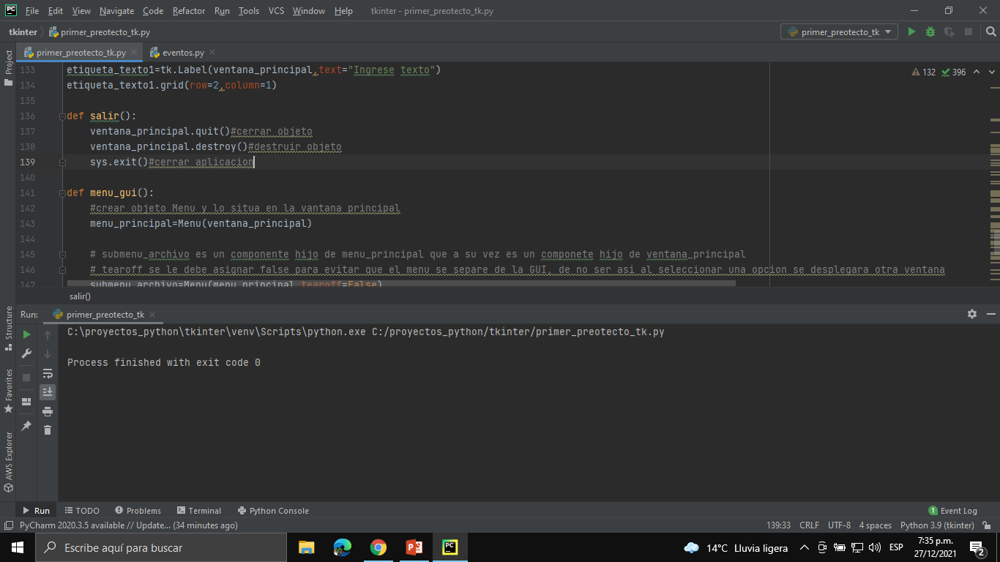 File Edit View Navigate Code Refactor Run Tools VCS Window Help tkinter - primer_preotecto_tk.py
tkinter primer_preotecto_tk.py primer_preotecto_tk
primer_preotecto_tk.py eventos.py
Project
133 etiqueta_texto1=tk.Label(ventana_principal,text="Ingrese texto") 132 396
134 etiqueta_texto1.grid(row=2,column=1)
135
136 def salir():
137 ventana_principal.quit()#cerrar objeto
138 ventana_principal.destroy()#destruir objeto
139 sys.exit()#cerrar aplicacion
140
141 def menu_gui():
142 #crear objeto Menu y lo situa en la vantana principal
143 menu_principal=Menu(ventana_principal)
144
145 # submenu_archivo es un componente hijo de menu_principal que a su vez es un componete hijo de ventana_principal
146 # tearoff se le debe asignar false para evitar que el menu se separe de la GUI, de no ser asi al seleccionar una opcion se desplegara otra ventana
147 submenu_archivo=Menu(menu_principal,tearoff=False)
salir()
Run: primer_preotecto_tk
C:\proyectos_python\tkinter\venv\Scripts\python.exe C:/proyectos_python/tkinter/primer_preotecto_tk.py
Process finished with exit code 0
Structure
Favorites
AWS Explorer
Run TODO Problems Terminal Python Console 1 Event Log
PyCharm 2020.3.5 available // Update... (34 minutes ago) 139:33 CRLF UTF-8 4 spaces Python 3.9 (tkinter)
Escribe aquí para buscar 14°C Lluvia ligera ESP 7:35 p.m. 2
27/12/2021